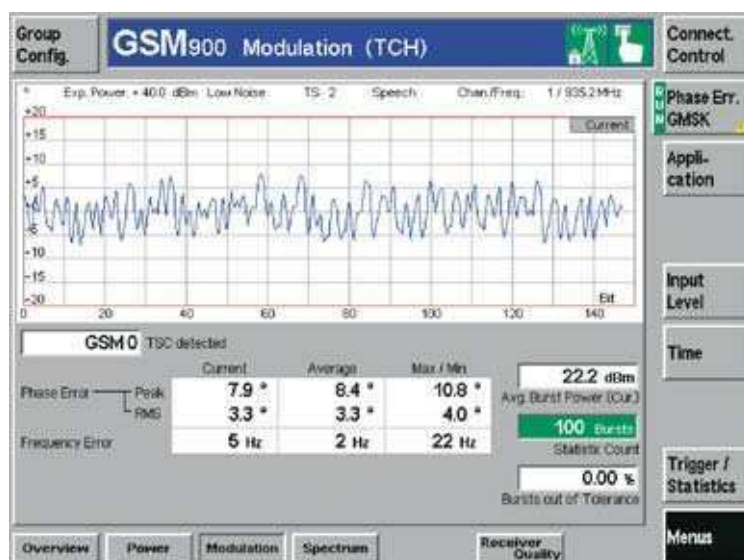 Group
Config.
GSM900 Modulation (TCH)
Connect.
Control
° Exp. Power: + 40.0 dBm Low Noise TS: 2 Speech Chan./Freq.: 1 / 935.2 MHz
RUN
Phase Err.
GMSK
Current
+20
+15
+10
+5
-5
-10
-15
-20
0 20 40 60 80 100 120 140
Bit
Appli-
cation
Input
Level
Time
GSM 0 TSC detected
Current Average Max / Min
Phase Error Peak 7.9 ° 8.4 ° 10.8 °
RMS 3.3 ° 3.3 ° 4.0 °
Frequency Error 5 Hz 2 Hz 22 Hz
22.2 dBm
Avg. Burst Power (Cur.)
100 Bursts
Statistic Count
0.00 %
Bursts out of Tolerance
Trigger /
Statistics
Overview Power Modulation Spectrum Receiver
Quality
Menus